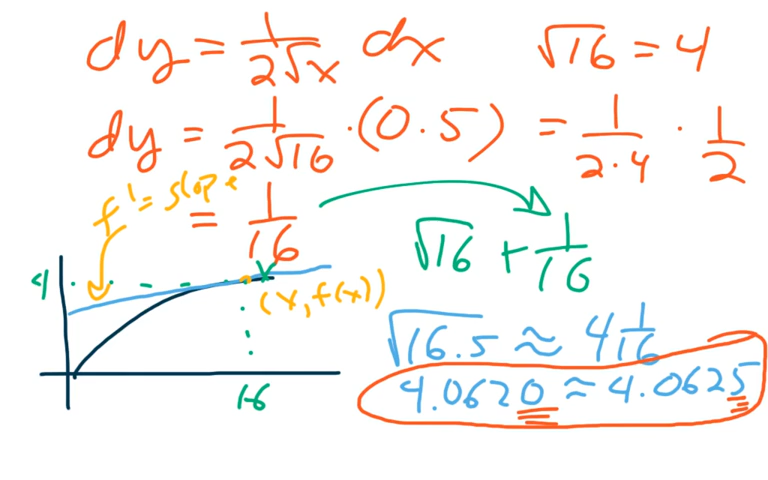 dy = 1/(2√x) dx √16 = 4
dy = 1/(2√16) · (0.5) = 1/(2·4) · 1/2
f' = slope
= 1/16 √16 + 1/16
4
(x, f(x))
√16.5 ≈ 4 1/16
16 4.0620 ≈ 4.0625